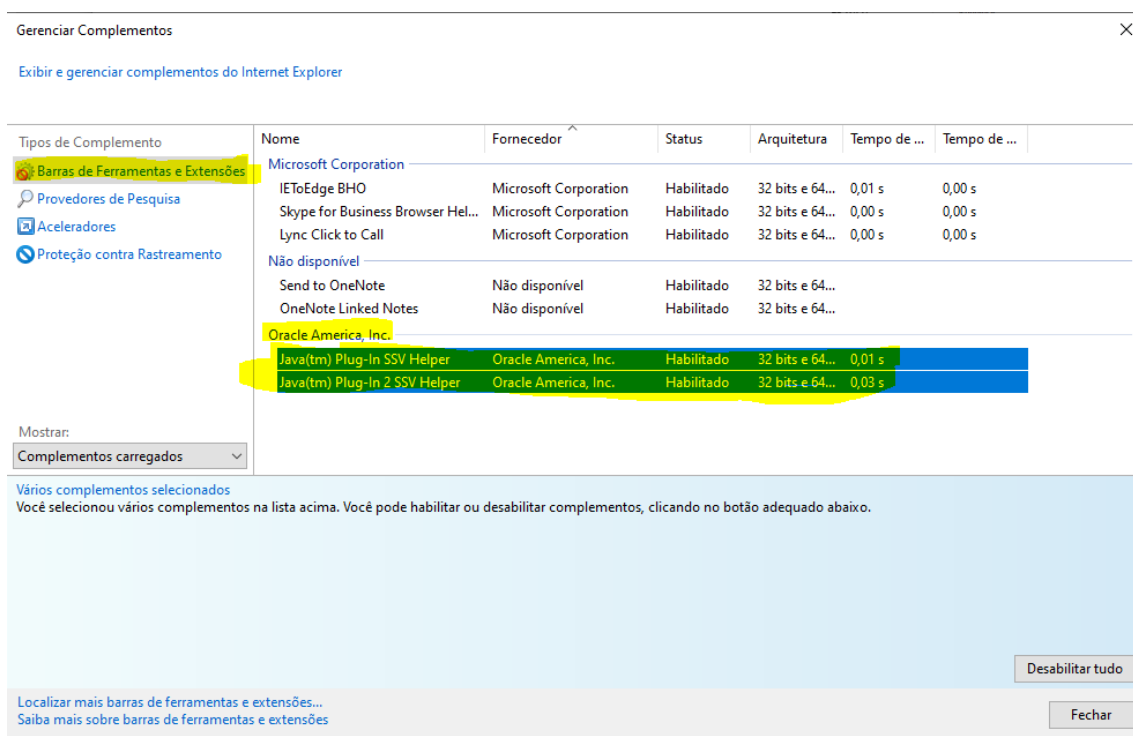 Gerenciar Complementos
Exibir e gerenciar complementos do Internet Explorer
Tipos de Complemento
Barras de Ferramentas e Extensões
Provedores de Pesquisa
Aceleradores
Proteção contra Rastreamento
Mostrar:
Complementos carregados
Nome Fornecedor Status Arquitetura Tempo de ... Tempo de ...
Microsoft Corporation
IEToEdge BHO Microsoft Corporation Habilitado 32 bits e 64... 0,01 s 0,00 s
Skype for Business Browser Hel... Microsoft Corporation Habilitado 32 bits e 64... 0,00 s 0,00 s
Lync Click to Call Microsoft Corporation Habilitado 32 bits e 64... 0,00 s 0,00 s
Não disponível
Send to OneNote Não disponível Habilitado 32 bits e 64...
OneNote Linked Notes Não disponível Habilitado 32 bits e 64...
Oracle America, Inc.
Java(tm) Plug-In SSV Helper Oracle America, Inc. Habilitado 32 bits e 64... 0,01 s
Java(tm) Plug-In 2 SSV Helper Oracle America, Inc. Habilitado 32 bits e 64... 0,03 s
Vários complementos selecionados
Você selecionou vários complementos na lista acima. Você pode habilitar ou desabilitar complementos, clicando no botão adequado abaixo.
Desabilitar tudo
Localizar mais barras de ferramentas e extensões...
Saiba mais sobre barras de ferramentas e extensões
Fechar